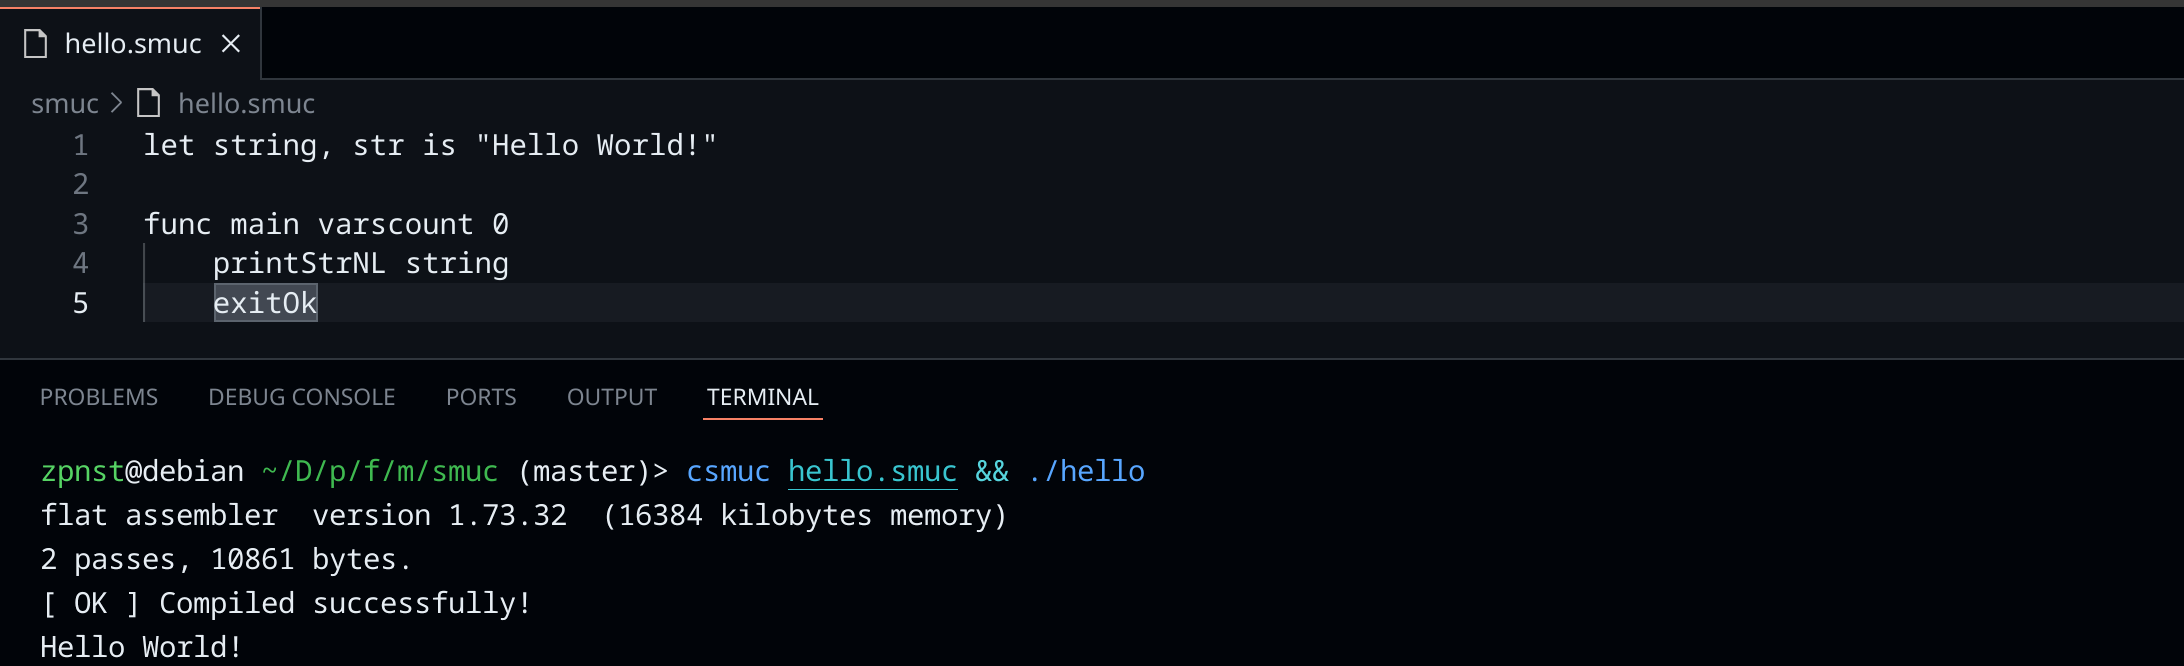 hello.smuc
smuc > hello.smuc
1 let string, str is "Hello World!"
2
3 func main varscount 0
4     printStrNL string
5     exitOk
PROBLEMS DEBUG CONSOLE PORTS OUTPUT TERMINAL
zpnst@debian ~/D/p/f/m/smuc (master)> csmuc hello.smuc && ./hello
flat assembler  version 1.73.32  (16384 kilobytes memory)
2 passes, 10861 bytes.
[ OK ] Compiled successfully!
Hello World!